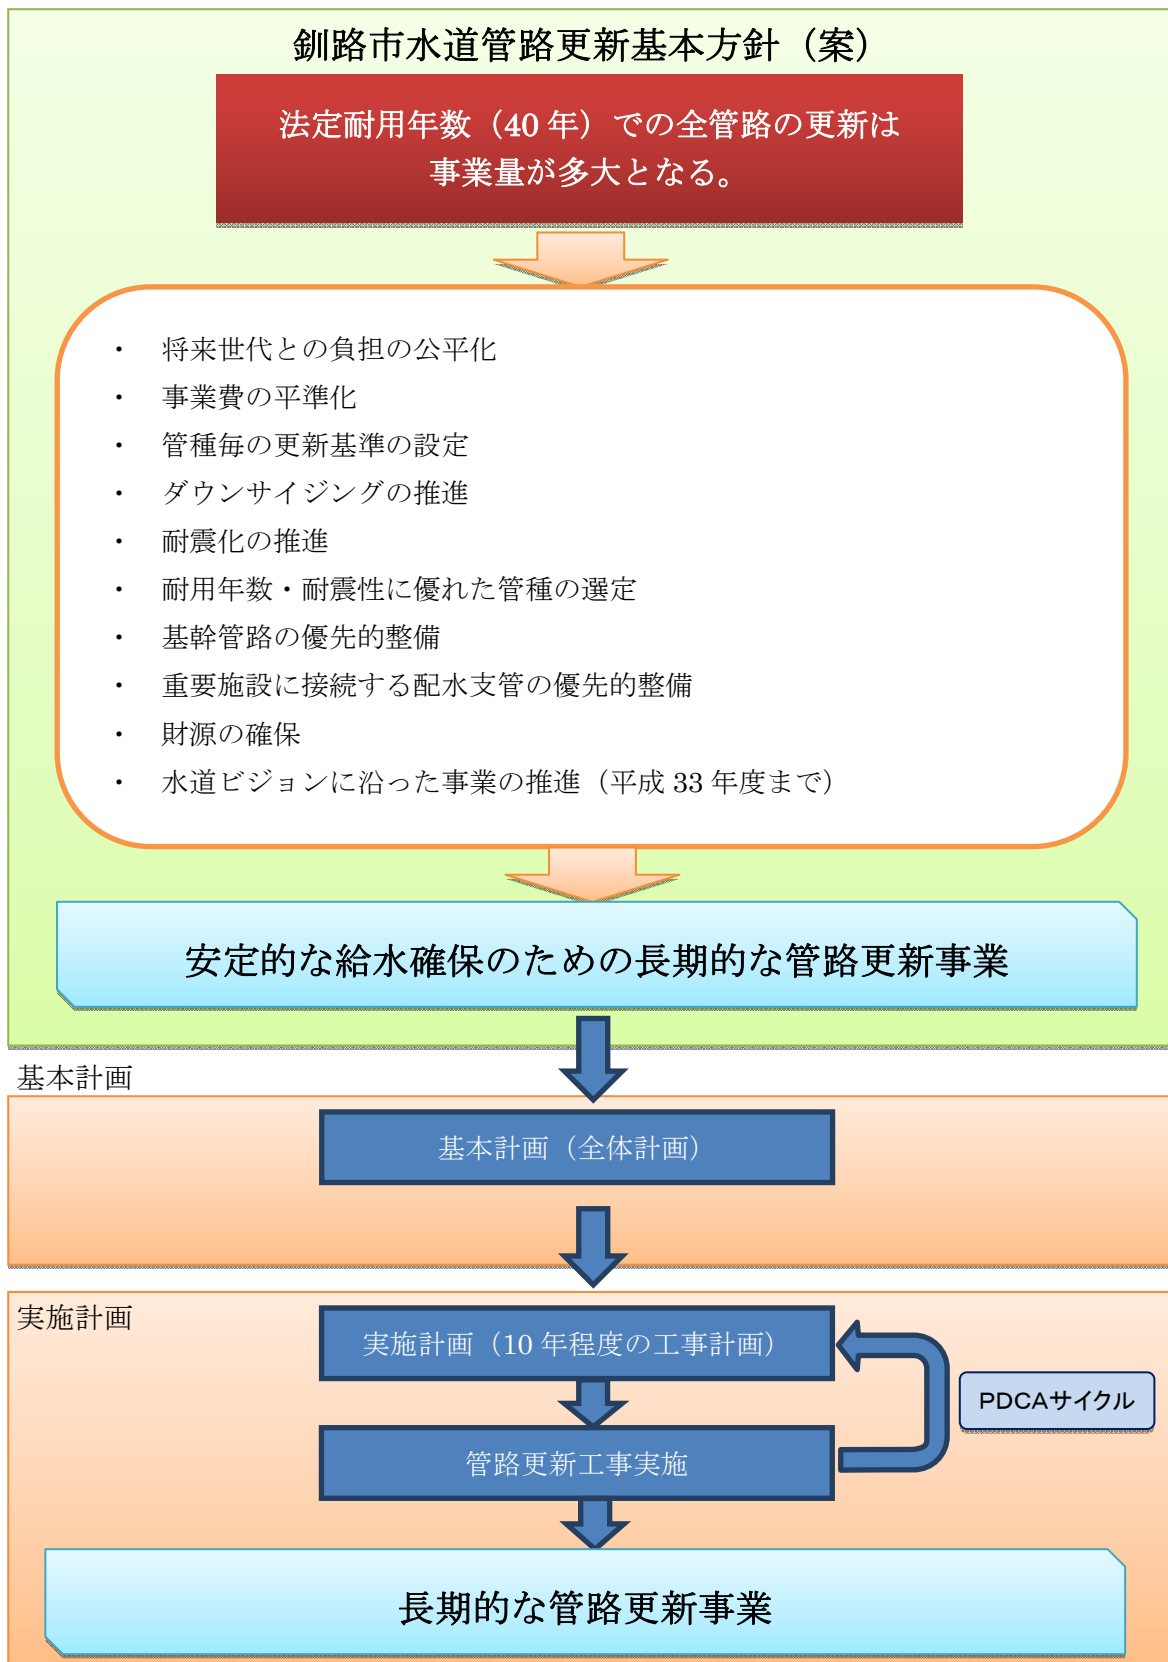 釧路市水道管路更新基本方針（案）
法定耐用年数（40 年）での全管路の更新は
事業量が多大となる。
・ 将来世代との負担の公平化
・ 事業費の平準化
・ 管種毎の更新基準の設定
・ ダウンサイジングの推進
・ 耐震化の推進
・ 耐用年数・耐震性に優れた管種の選定
・ 基幹管路の優先的整備
・ 重要施設に接続する配水支管の優先的整備
・ 財源の確保
・ 水道ビジョンに沿った事業の推進（平成 33 年度まで）
安定的な給水確保のための長期的な管路更新事業
基本計画
基本計画（全体計画）
実施計画
実施計画（10 年程度の工事計画）
PDCAサイクル
管路更新工事実施
長期的な管路更新事業